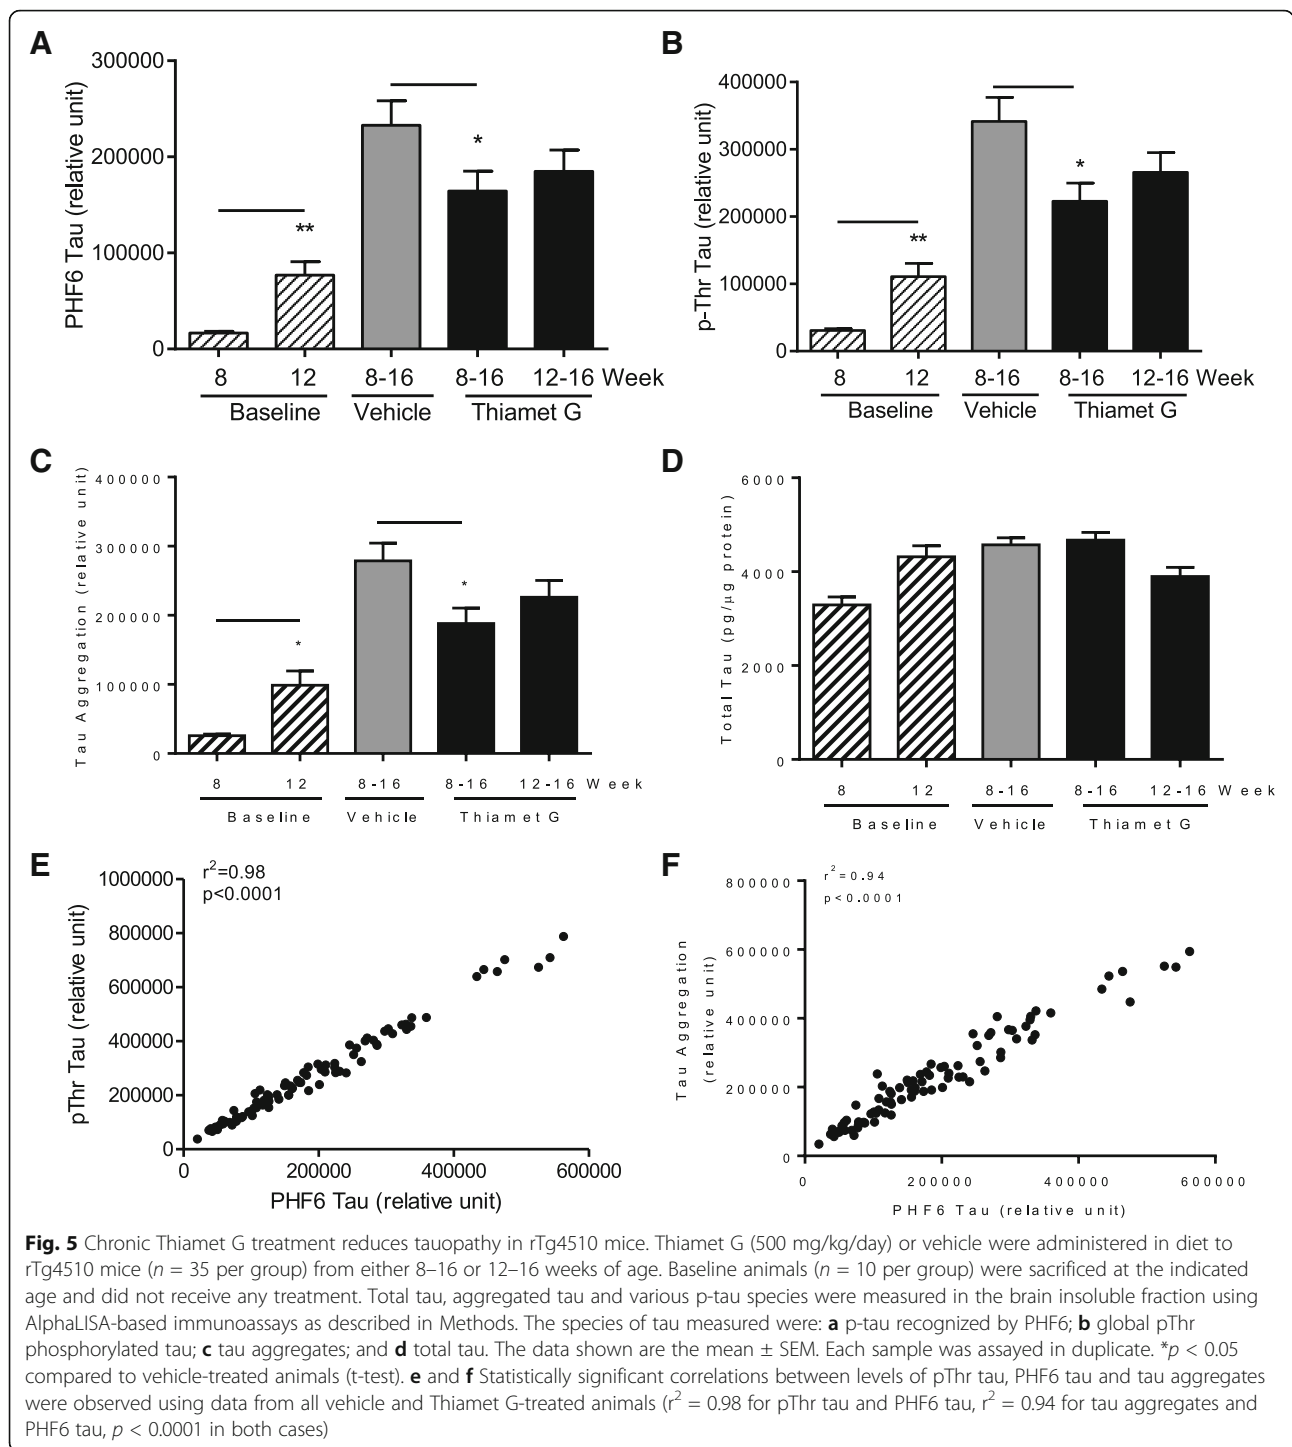 A
300000
200000
100000
0
PHF6 Tau (relative unit)
**
*
8 12 8-16 8-16 12-16 Week
Baseline Vehicle Thiamet G
B
400000
300000
200000
100000
0
p-Thr Tau (relative unit)
**
*
8 12 8-16 8-16 12-16 Week
Baseline Vehicle Thiamet G
C
400000
300000
200000
100000
0
Tau Aggregation (relative unit)
*
*
8 12 8-16 8-16 12-16 Week
Baseline Vehicle Thiamet G
D
6000
4000
2000
0
Total Tau (pg/μg protein)
8 12 8-16 8-16 12-16 Week
Baseline Vehicle Thiamet G
E
r²=0.98
p<0.0001
1000000
800000
600000
400000
200000
0
pThr Tau (relative unit)
0 200000 400000 600000
PHF6 Tau (relative unit)
F
r²=0.94
p<0.0001
800000
600000
400000
200000
0
Tau Aggregation
(relative unit)
0 200000 400000 600000
PHF6 Tau (relative unit)
Fig. 5 Chronic Thiamet G treatment reduces tauopathy in rTg4510 mice. Thiamet G (500 mg/kg/day) or vehicle were administered in diet to
rTg4510 mice (n = 35 per group) from either 8–16 or 12–16 weeks of age. Baseline animals (n = 10 per group) were sacrificed at the indicated
age and did not receive any treatment. Total tau, aggregated tau and various p-tau species were measured in the brain insoluble fraction using
AlphaLISA-based immunoassays as described in Methods. The species of tau measured were: a p-tau recognized by PHF6; b global pThr
phosphorylated tau; c tau aggregates; and d total tau. The data shown are the mean ± SEM. Each sample was assayed in duplicate. *p < 0.05
compared to vehicle-treated animals (t-test). e and f Statistically significant correlations between levels of pThr tau, PHF6 tau and tau aggregates
were observed using data from all vehicle and Thiamet G-treated animals (r² = 0.98 for pThr tau and PHF6 tau, r² = 0.94 for tau aggregates and
PHF6 tau, p < 0.0001 in both cases)